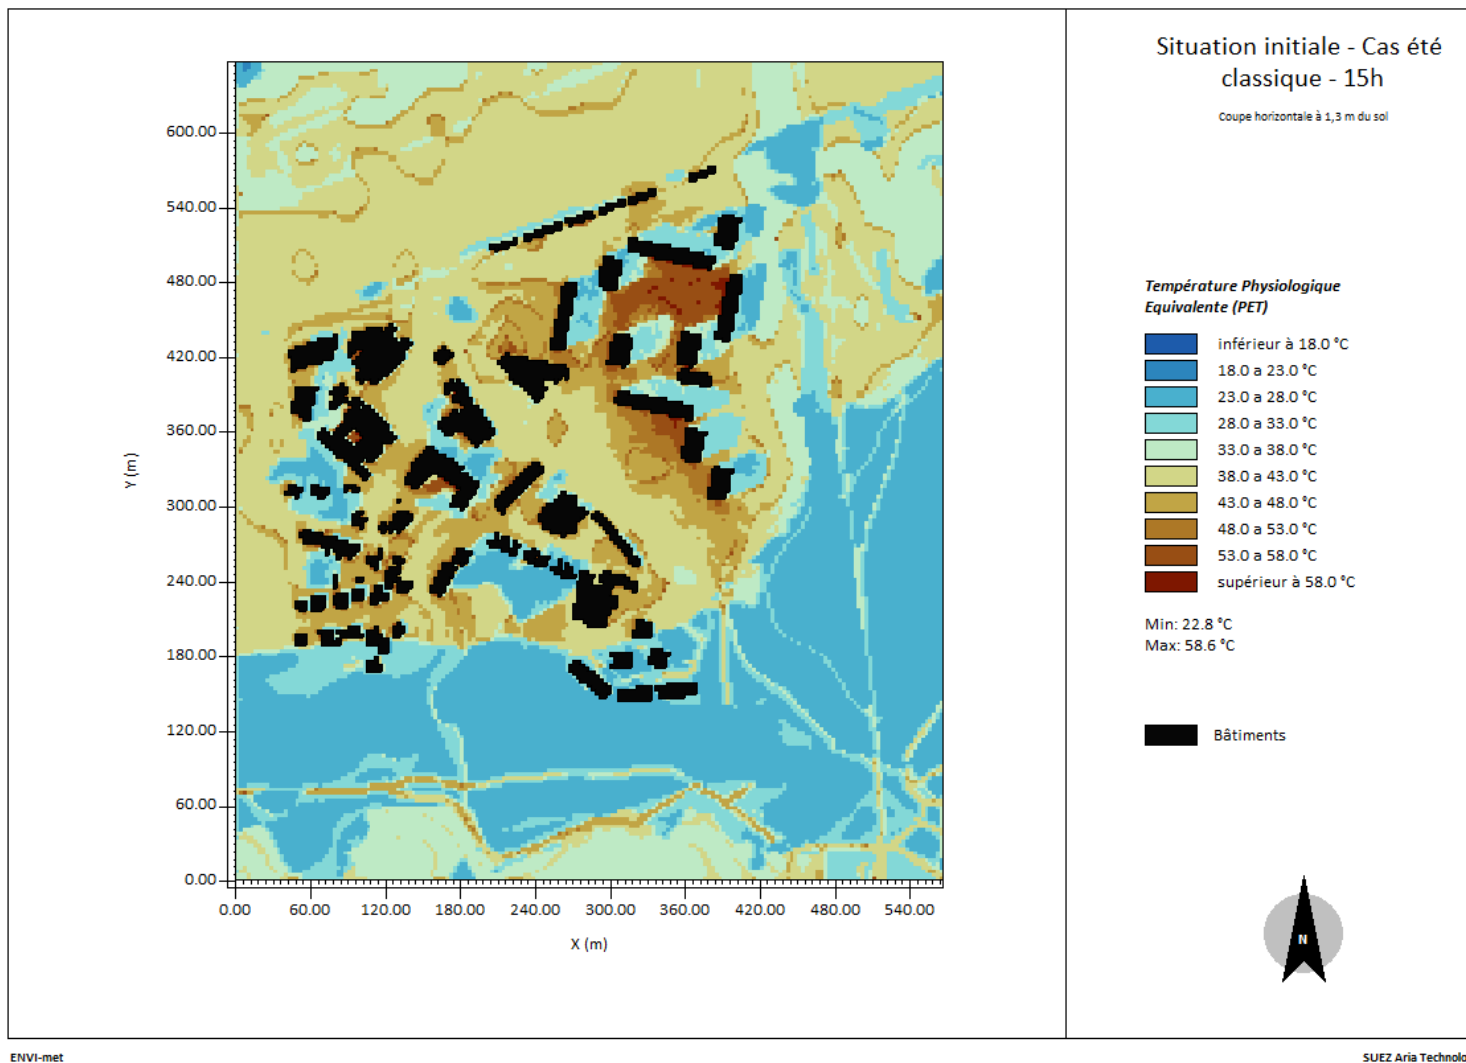 Situation initiale - Cas été
classique - 15h
Coupe horizontale à 1,3 m du sol
600.00
540.00
480.00
420.00
360.00
300.00
240.00
180.00
120.00
60.00
0.00
Y (m)
0.00 60.00 120.00 180.00 240.00 300.00 360.00 420.00 480.00 540.00
X (m)
Température Physiologique
Equivalente (PET)
inférieur à 18.0 °C
18.0 a 23.0 °C
23.0 a 28.0 °C
28.0 a 33.0 °C
33.0 a 38.0 °C
38.0 a 43.0 °C
43.0 a 48.0 °C
48.0 a 53.0 °C
53.0 a 58.0 °C
supérieur à 58.0 °C
Min: 22.8 °C
Max: 58.6 °C
Bâtiments
N
ENVI-met
SUEZ Aria Technolo